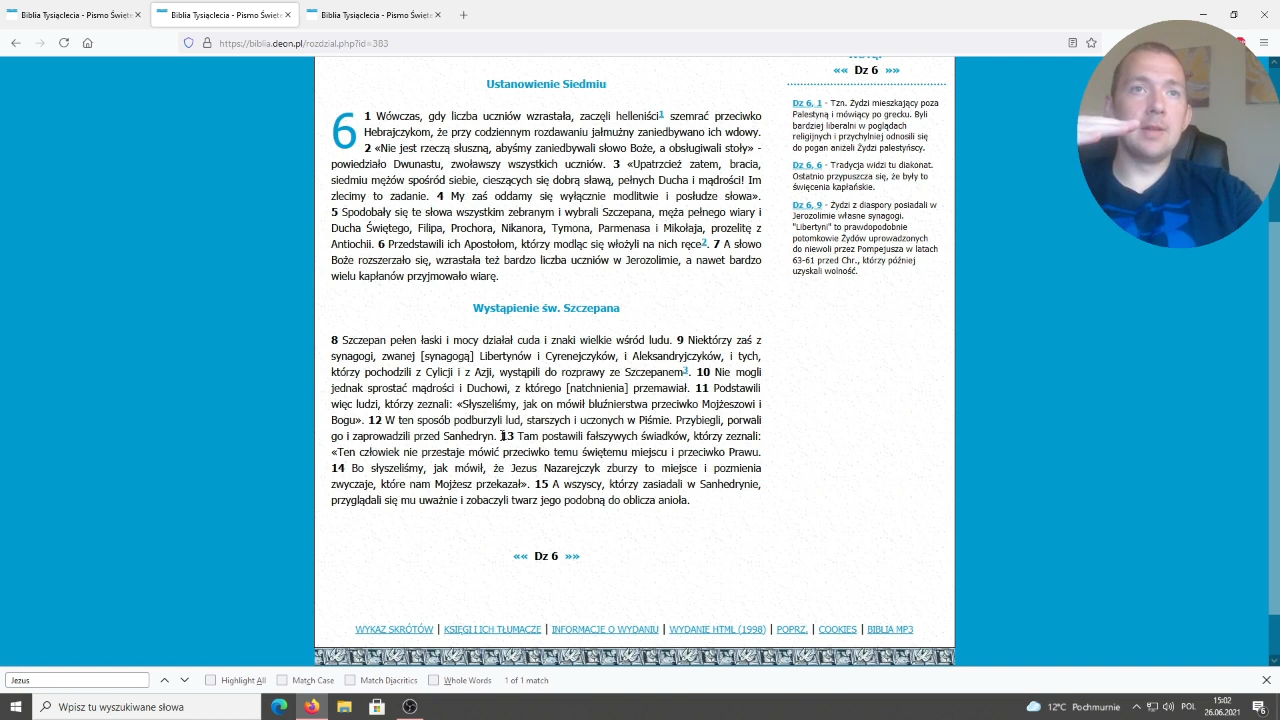 Biblia Tysiąclecia - Pismo Święte
Biblia Tysiąclecia - Pismo Święte
Biblia Tysiąclecia - Pismo Święte
https://biblia.deon.pl/rozdzial.php?id=383
Ustanowienie Siedmiu
6
1 Wówczas, gdy liczba uczniów wzrastała, zaczęli helleniści1 szemrać przeciwko
Hebrajczykom, że przy codziennym rozdawaniu jałmużny zaniedbywano ich wdowy.
2 «Nie jest rzeczą słuszną, abyśmy zaniedbywali słowo Boże, a obsługiwali stoły» -
powiedziało Dwunastu, zwoławszy wszystkich uczniów. 3 «Upatrzcież zatem, bracia,
siedmiu mężów spośród siebie, cieszących się dobrą sławą, pełnych Ducha i mądrości! Im
zlecimy to zadanie. 4 My zaś oddamy się wyłącznie modlitwie i posłudze słowa».
5 Spodobały się te słowa wszystkim zebranym i wybrali Szczepana, męża pełnego wiary i
Ducha Świętego, Filipa, Prochora, Nikanora, Tymona, Parmenasa i Mikołaja, prozelitę z
Antiochii. 6 Przedstawili ich Apostołom, którzy modląc się włożyli na nich ręce2. 7 A słowo
Boże rozszerzało się, wzrastała też bardzo liczba uczniów w Jerozolimie, a nawet bardzo
wielu kapłanów przyjmowało wiarę.
Wystąpienie św. Szczepana
8 Szczepan pełen łaski i mocy działał cuda i znaki wielkie wśród ludu. 9 Niektórzy zaś z
synagogi, zwanej [synagogą] Libertynów i Cyrenejczyków, i Aleksandryjczyków, i tych,
którzy pochodzili z Cylicji i z Azji, wystąpili do rozprawy ze Szczepanem3. 10 Nie mogli
jednak sprostać mądrości i Duchowi, z którego [natchnienia] przemawiał. 11 Podstawili
więc ludzi, którzy zeznali: «Słyszeliśmy, jak on mówił bluźnierstwa przeciwko Mojżeszowi i
Bogu». 12 W ten sposób podburzyli lud, starszych i uczonych w Piśmie. Przybiegli, porwali
go i zaprowadzili przed Sanhedryn. 13 Tam postawili fałszywych świadków, którzy zeznali:
«Ten człowiek nie przestaje mówić przeciwko temu świętemu miejscu i przeciwko Prawu.
14 Bo słyszeliśmy, jak mówił, że Jezus Nazarejczyk zburzy to miejsce i pozmienia
zwyczaje, które nam Mojżesz przekazał». 15 A wszyscy, którzy zasiadali w Sanhedrynie,
przyglądali się mu uważnie i zobaczyli twarz jego podobną do oblicza anioła.
«« Dz 6 »»
«« Dz 6 »»
Dz 6, 1 - Tzn. Żydzi mieszkający poza
Palestyną i mówiący po grecku. Byli
bardziej liberalni w poglądach
religijnych i przychylniej odnosili się
do pogan aniżeli Żydzi palestyńscy.
Dz 6, 6 - Tradycja widzi tu diakonat.
Ostatnio przypuszcza się, że były to
święcenia kapłańskie.
Dz 6, 9 - Żydzi z diaspory posiadali w
Jerozolimie własne synagogi.
"Libertyni" to prawdopodobnie
potomkowie Żydów uprowadzonych
do niewoli przez Pompejusza w latach
63-61 przed Chr., którzy później
uzyskali wolność.
WYKAZ SKRÓTÓW | KSIĘGI I ICH TŁUMACZE | INFORMACJE O WYDANIU | WYDANIE HTML (1998) | POPRZ. | COOKIES | BIBLIA MP3
Jezus Highlight All Match Case Match Diacritics Whole Words 1 of 1 match
Wpisz tu wyszukiwane słowa
12°C Pochmurnie POL 15:02
26.06.2021 6